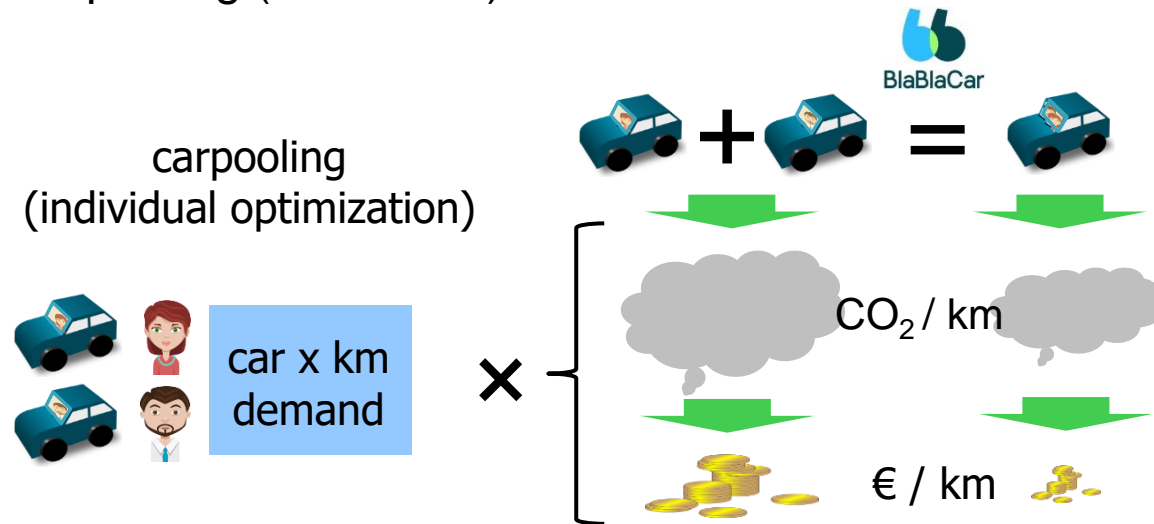 BlaBlaCar
+
=
carpooling
(individual optimization)
CO₂ / km
car x km
demand
×
€ / km